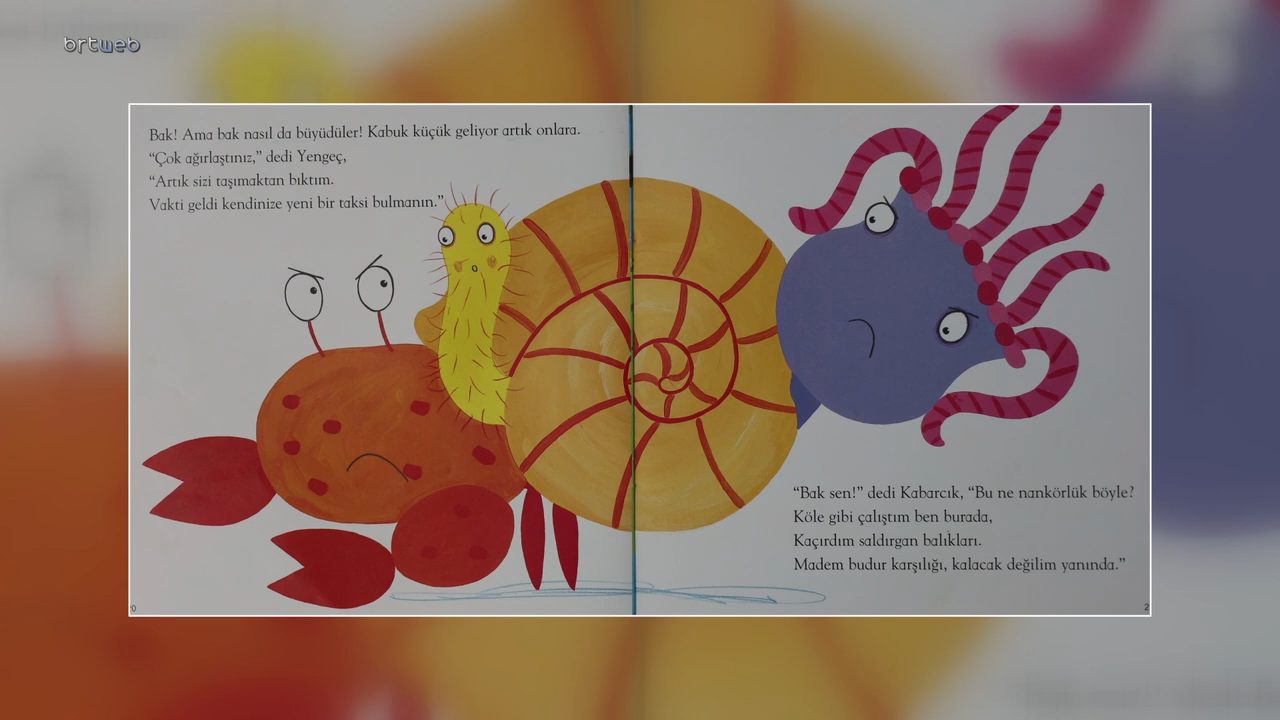 brtweb
Bak! Ama bak nasıl da büyüdüler! Kabuk küçük geliyor artık onlara.
“Çok ağırlaştınız,” dedi Yengeç,
“Artık sizi taşımaktan bıktım.
Vakti geldi kendinize yeni bir taksi bulmanın.”
“Bak sen!” dedi Kabarcık, “Bu ne nankörlük böyle?
Köle gibi çalıştım ben burada,
Kaçırdım saldırgan balıkları.
Madem budur karşılığı, kalacak değilim yanında.”